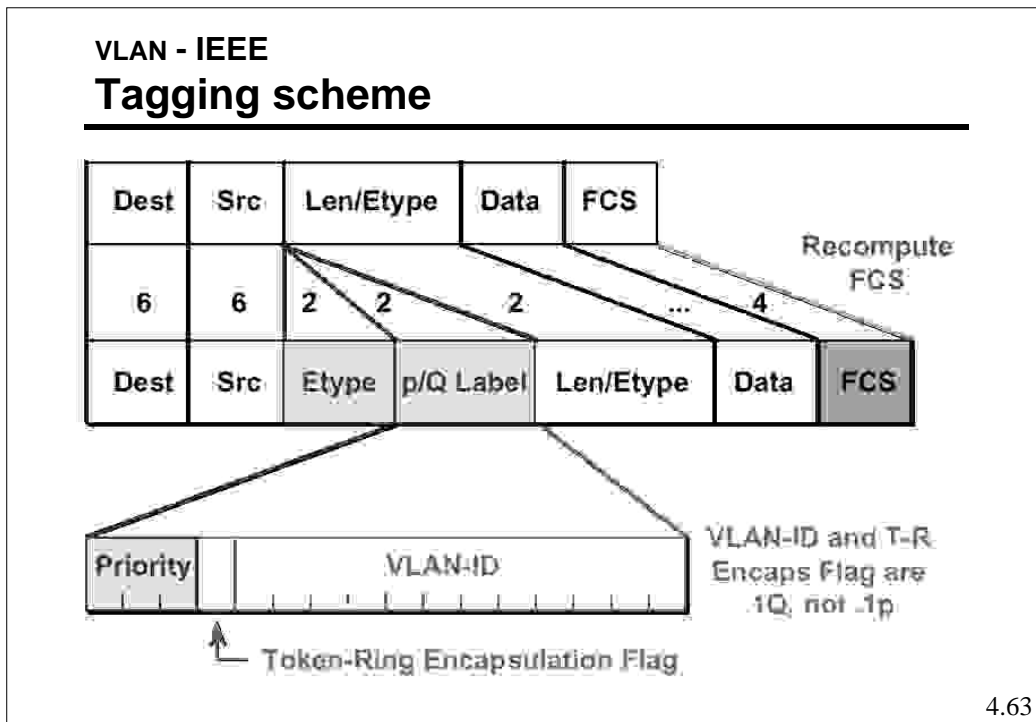 VLAN - IEEE
Tagging scheme
Dest Src Len/Etype Data FCS
Recompute
FCS
6 6 2 2 2 ... 4
Dest Src Etype p/Q Label Len/Etype Data FCS
Priority VLAN-ID
VLAN-ID and T-R
Encaps Flag are
.1Q, not .1p
Token-Ring Encapsulation Flag
4.63